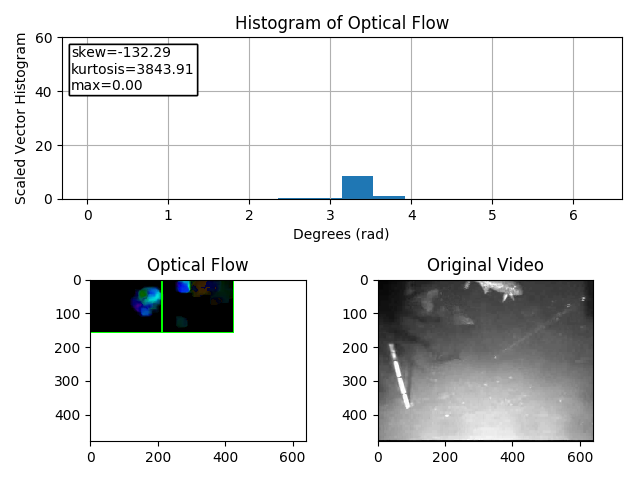 Histogram of Optical Flow
Scaled Vector Histogram
60
40
20
0
skew=-132.29
kurtosis=3843.91
max=0.00
0 1 2 3 4 5 6
Degrees (rad)
Optical Flow
0
100
200
300
400
0 200 400 600
Original Video
0
100
200
300
400
0 200 400 600